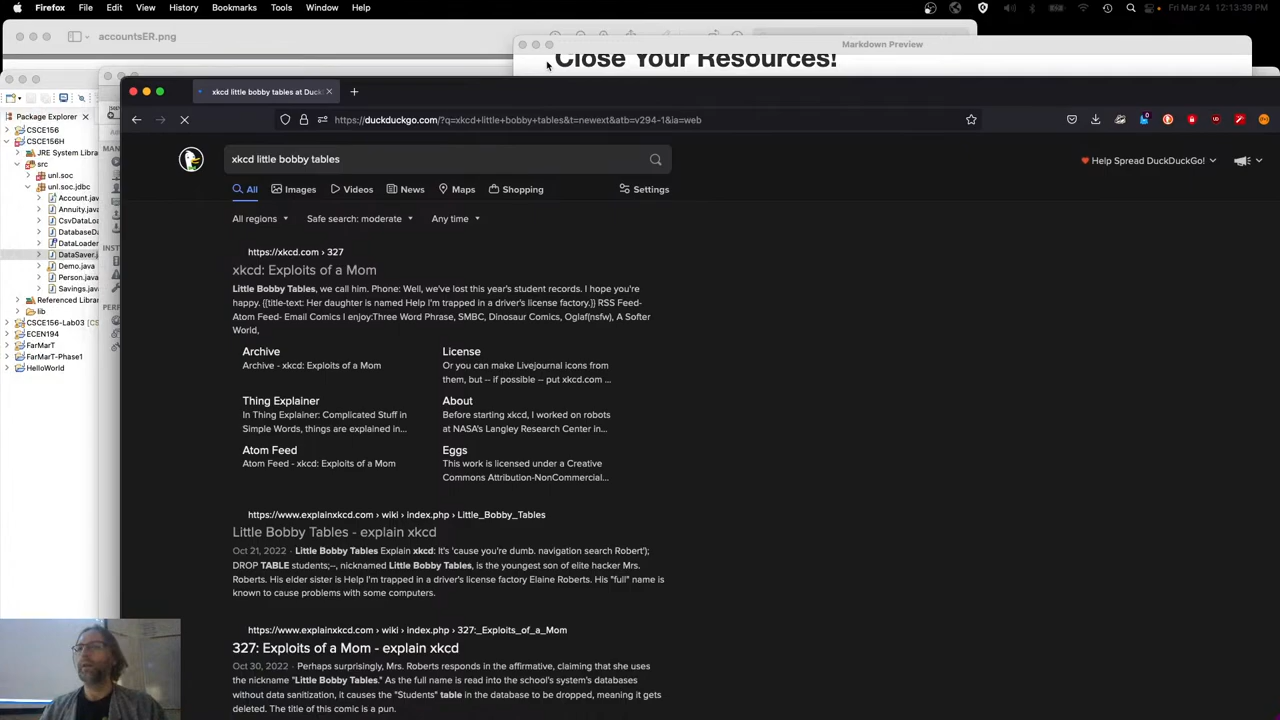 Firefox File Edit View History Bookmarks Tools Window Help
Fri Mar 24 12:13:39
accountsER.png
Markdown Preview
Close Your Resources!
xkcd little bobby tables at Duck
https://duckduckgo.com/?q=xkcd+little+bobby+tables&t=newext&atb=v294-1&ia=web
Package Explorer
CSCE156
CSCE156H
JRE System Libra
src
unl.soc
unl.soc.jdbc
Account.jav
Annuity.java
CsvDataLoa
DatabaseDa
DataLoader
DataSaver.j
Demo.java
Person.java
Savings.java
Referenced Librar
lib
CSCE156-Lab03 [CS
ECEN194
FarMarT
FarMarT-Phase1
HelloWorld
MAN
INST
PERF
xkcd little bobby tables
Help Spread DuckDuckGo!
All Images Videos News Maps Shopping Settings
All regions Safe search: moderate Any time
https://xkcd.com › 327
xkcd: Exploits of a Mom
Little Bobby Tables, we call him. Phone: Well, we've lost this year's student records. I hope you're
happy. {{title-text: Her daughter is named Help I'm trapped in a driver's license factory.}} RSS Feed-
Atom Feed- Email Comics I enjoy:Three Word Phrase, SMBC, Dinosaur Comics, Oglaf(nsfw), A Softer
World,
Archive
Archive - xkcd: Exploits of a Mom
License
Or you can make Livejournal icons from
them, but -- if possible -- put xkcd.com ...
Thing Explainer
In Thing Explainer: Complicated Stuff in
Simple Words, things are explained in...
About
Before starting xkcd, I worked on robots
at NASA's Langley Research Center in...
Atom Feed
Atom Feed - xkcd: Exploits of a Mom
Eggs
This work is licensed under a Creative
Commons Attribution-NonCommercial...
https://www.explainxkcd.com › wiki › index.php › Little_Bobby_Tables
Little Bobby Tables - explain xkcd
Oct 21, 2022 - Little Bobby Tables Explain xkcd: It's 'cause you're dumb. navigation search Robert');
DROP TABLE students;--, nicknamed Little Bobby Tables, is the youngest son of elite hacker Mrs.
Roberts. His elder sister is Help I'm trapped in a driver's license factory Elaine Roberts. His "full" name is
known to cause problems with some computers.
https://www.explainxkcd.com › wiki › index.php › 327:_Exploits_of_a_Mom
327: Exploits of a Mom - explain xkcd
Oct 30, 2022 - Perhaps surprisingly, Mrs. Roberts responds in the affirmative, claiming that she uses
the nickname "Little Bobby Tables." As the full name is read into the school's system's databases
without data sanitization, it causes the "Students" table in the database to be dropped, meaning it gets
deleted. The title of this comic is a pun.